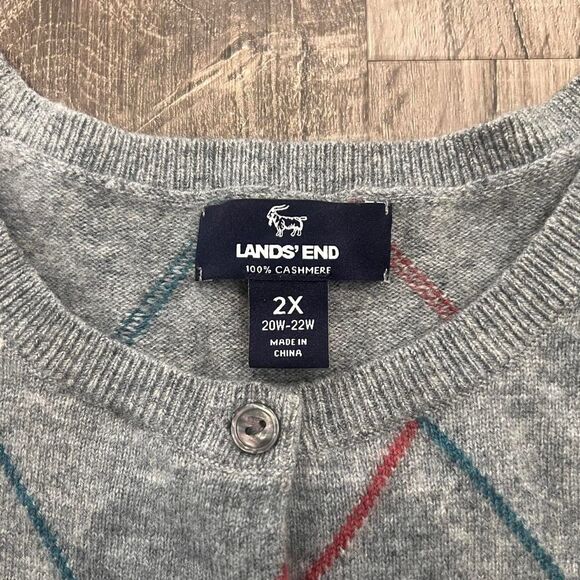 LANDS' END
100% CASHMERE
2X
20W-22W
MADE IN
CHINA